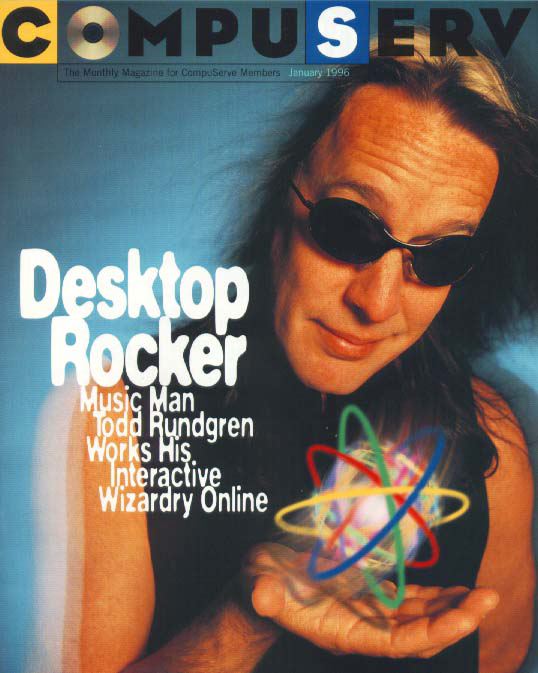 COMPUSERV
The Monthly Magazine for CompuServe Members January 1996
Desktop
Rocker
Music Man
Todd Rundgren
Works His
Interactive
Wizardry Online